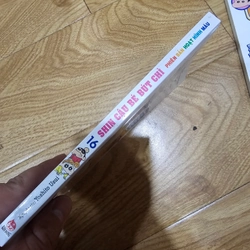 Yoshito Usui
16
SHIN CẬU BÉ BÚT CHÌ
PHIÊN BẢN HOẠT HÌNH MÀU